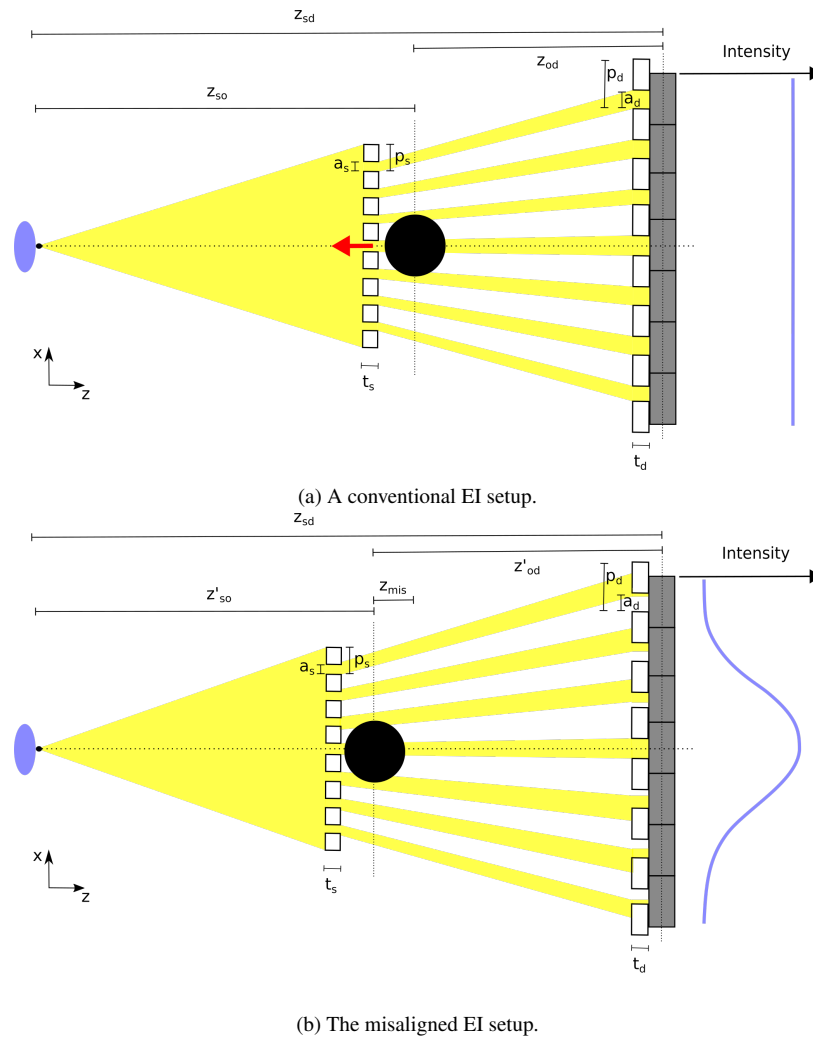 z_sd
Intensity
z_od
p_d
z_so
a_d
a_s
p_s
x
z
t_s
t_d
(a) A conventional EI setup.
z_sd
Intensity
z'_od
p_d
z'_so
z_mis
a_d
a_s
p_s
x
z
t_s
t_d
(b) The misaligned EI setup.